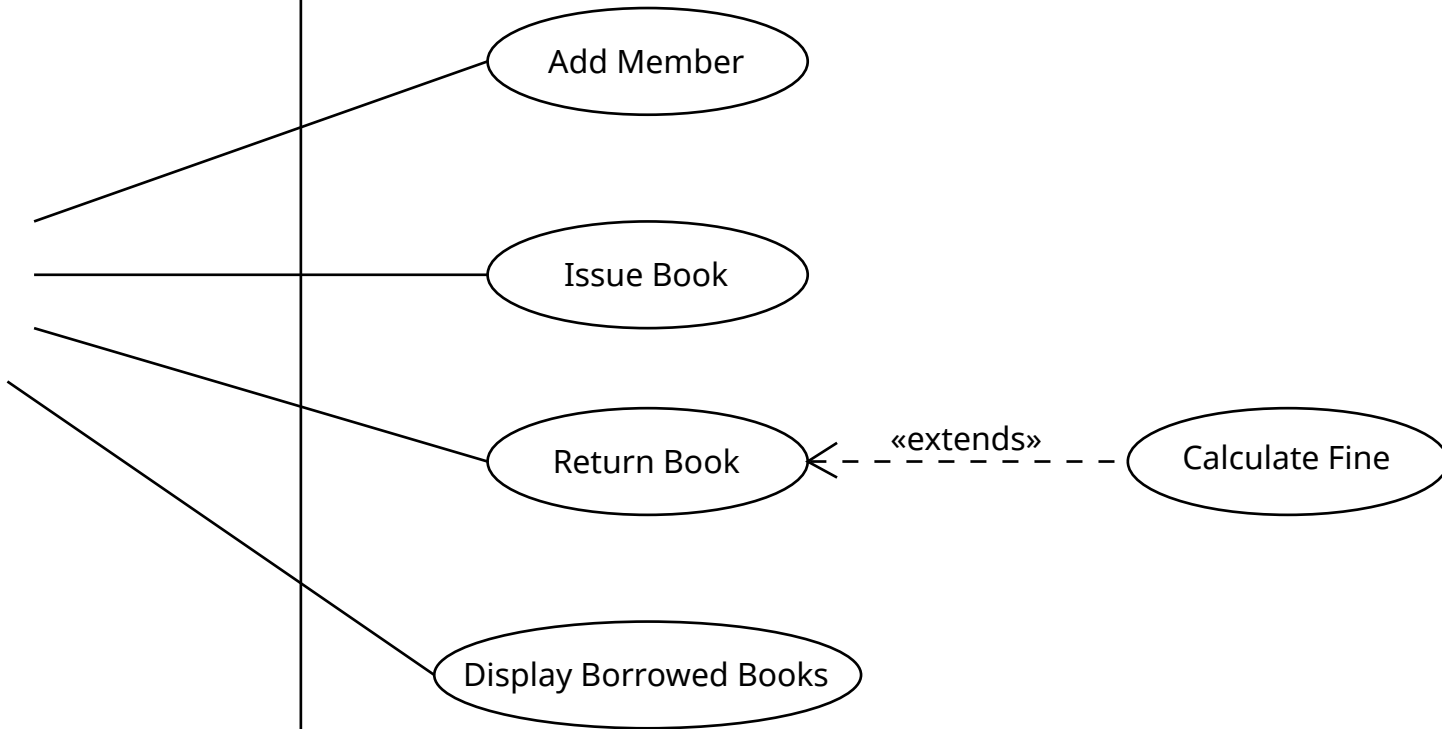 Add Member
Issue Book
Return Book
«extends»
Calculate Fine
Display Borrowed Books